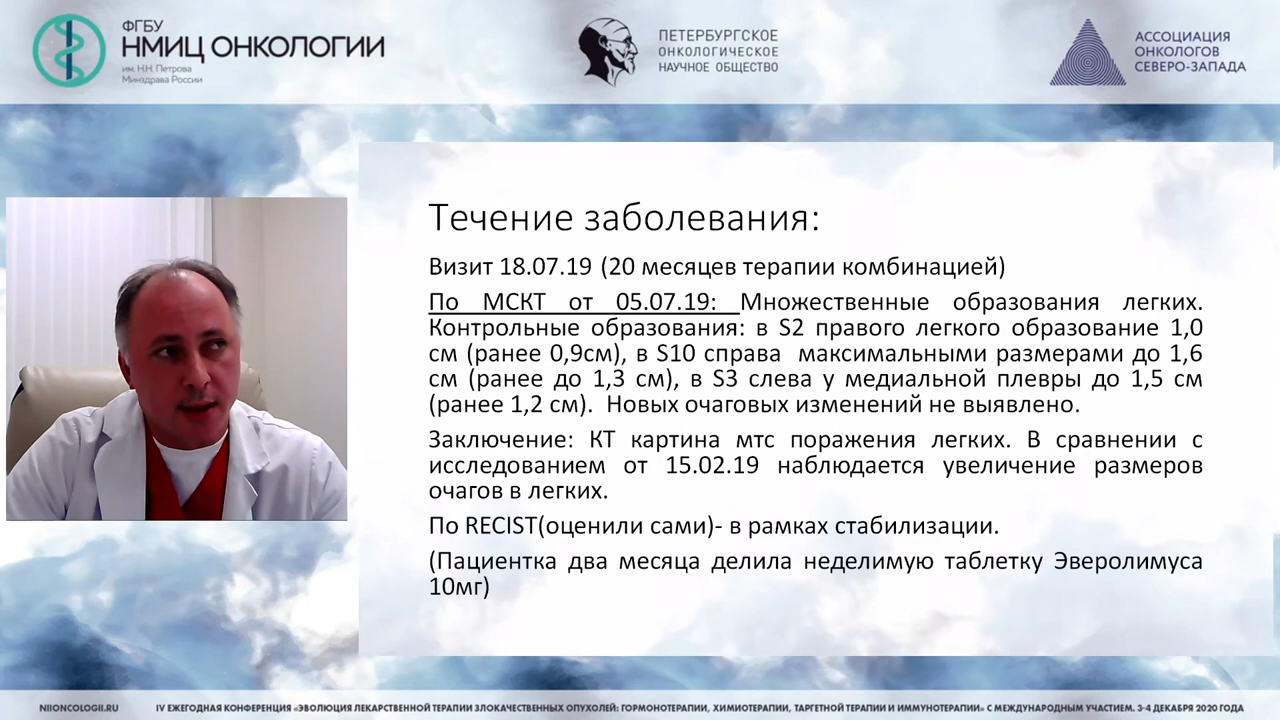 ФГБУ
НМИЦ ОНКОЛОГИИ
им. Н.Н. Петрова
Минздрава России
ПЕТЕРБУРГСКОЕ
ОНКОЛОГИЧЕСКОЕ
НАУЧНОЕ ОБЩЕСТВО
АССОЦИАЦИЯ
ОНКОЛОГОВ
СЕВЕРО-ЗАПАДА
Течение заболевания:
Визит 18.07.19 (20 месяцев терапии комбинацией)
По МСКТ от 05.07.19: Множественные образования легких.
Контрольные образования: в S2 правого легкого образование 1,0
см (ранее 0,9см), в S10 справа максимальными размерами до 1,6
см (ранее до 1,3 см), в S3 слева у медиальной плевры до 1,5 см
(ранее 1,2 см). Новых очаговых изменений не выявлено.
Заключение: КТ картина мтс поражения легких. В сравнении с
исследованием от 15.02.19 наблюдается увеличение размеров
очагов в легких.
По RECIST(оценили сами)- в рамках стабилизации.
(Пациентка два месяца делила неделимую таблетку Эверолимуса
10мг)
NIIONCOLOGII.RU
IV ЕЖЕГОДНАЯ КОНФЕРЕНЦИЯ «ЭВОЛЮЦИЯ ЛЕКАРСТВЕННОЙ ТЕРАПИИ ЗЛОКАЧЕСТВЕННЫХ ОПУХОЛЕЙ: ГОРМОНОТЕРАПИИ, ХИМИОТЕРАПИИ, ТАРГЕТНОЙ ТЕРАПИИ И ИММУНОТЕРАПИИ» С МЕЖДУНАРОДНЫМ УЧАСТИЕМ. 3-4 ДЕКАБРЯ 2020 ГОДА